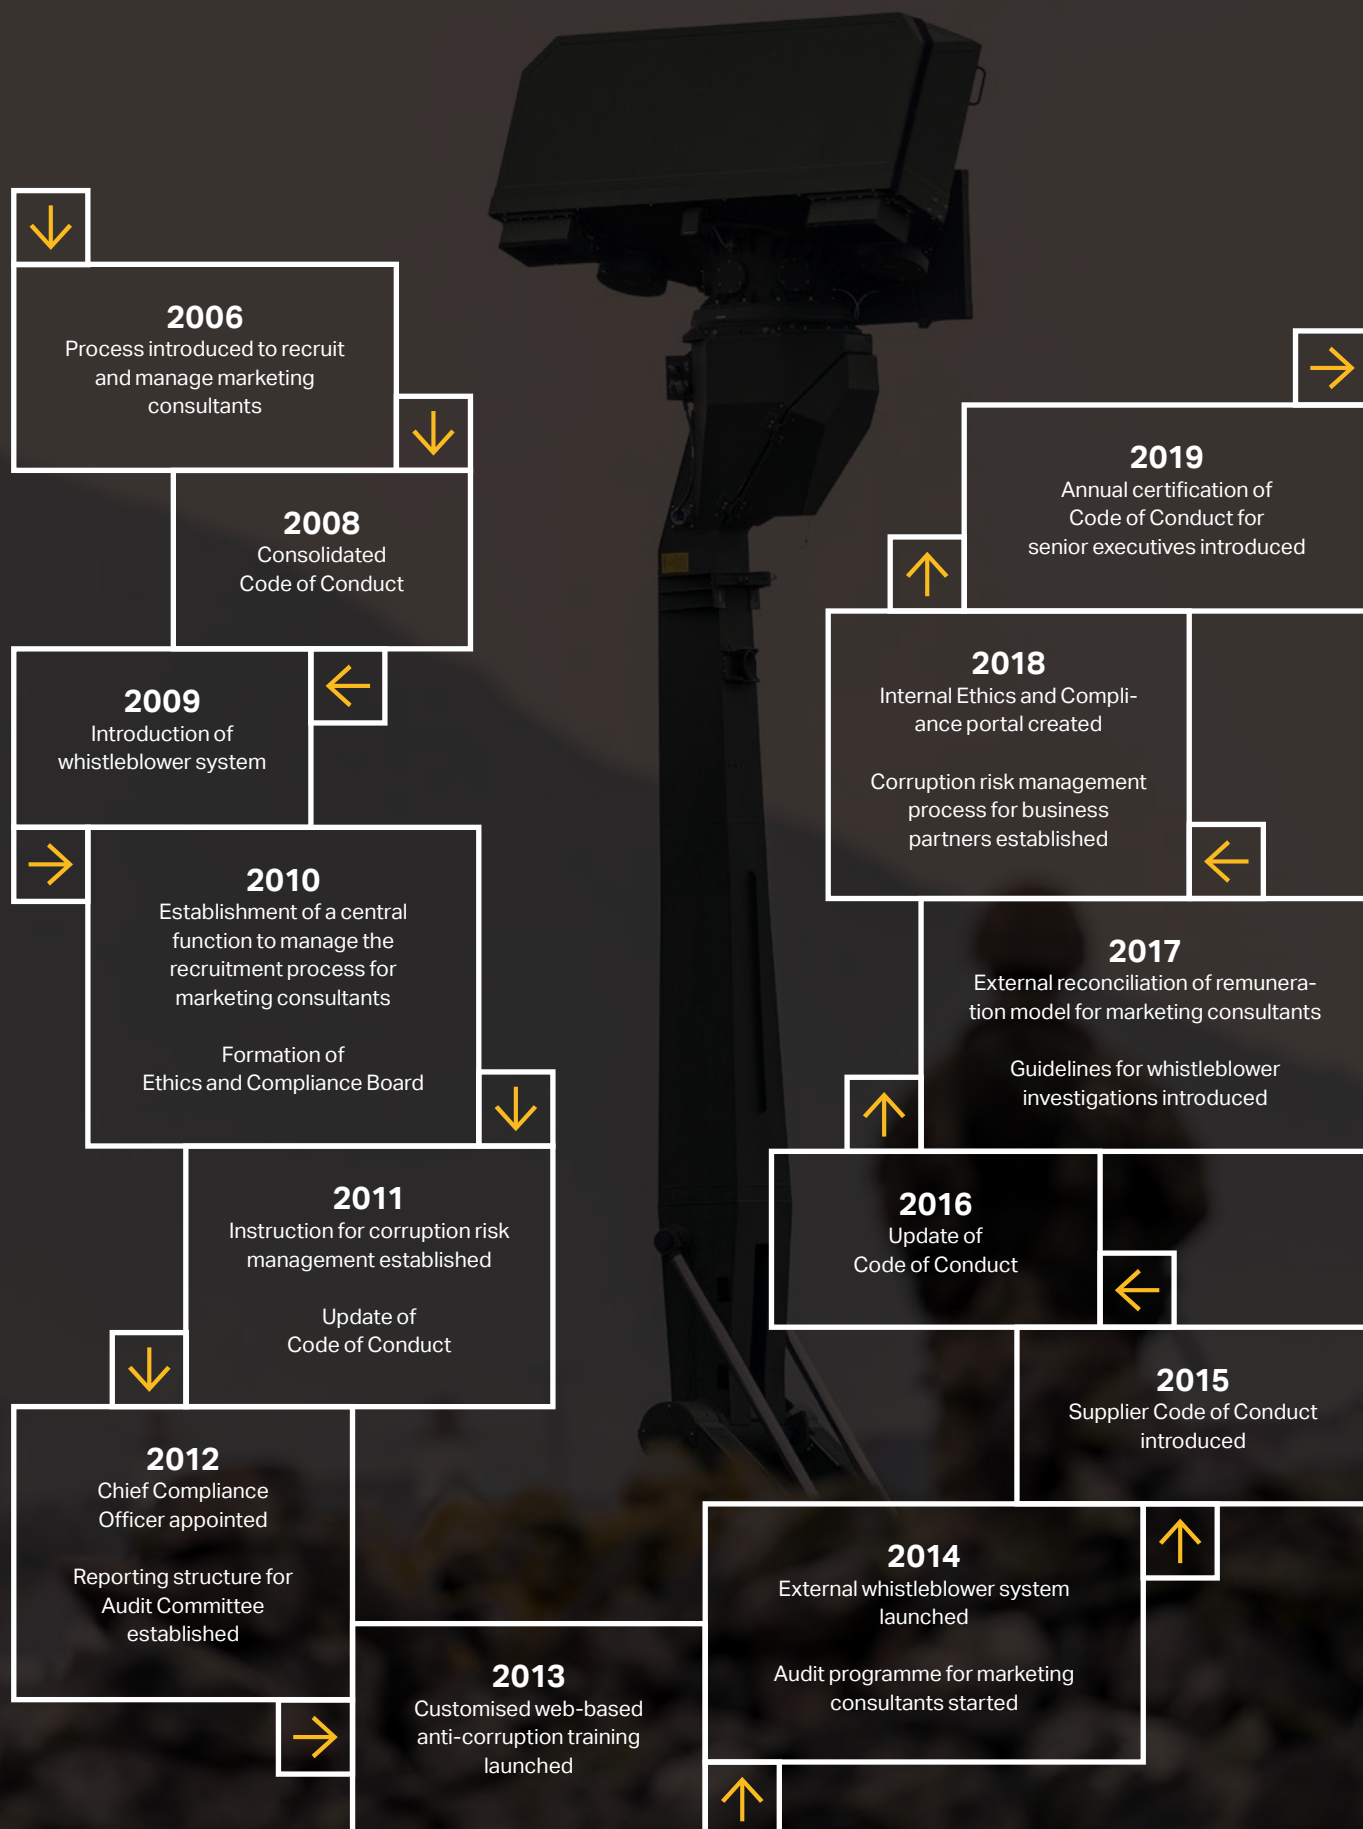 2006
Process introduced to recruit
and manage marketing
consultants
2008
Consolidated
Code of Conduct
2009
Introduction of
whistleblower system
2010
Establishment of a central
function to manage the
recruitment process for
marketing consultants
Formation of
Ethics and Compliance Board
2011
Instruction for corruption risk
management established
Update of
Code of Conduct
2012
Chief Compliance
Officer appointed
Reporting structure for
Audit Committee
established
2013
Customised web-based
anti-corruption training
launched
2014
External whistleblower system
launched
Audit programme for marketing
consultants started
2015
Supplier Code of Conduct
introduced
2016
Update of
Code of Conduct
2017
External reconciliation of remunera-
tion model for marketing consultants
Guidelines for whistleblower
investigations introduced
2018
Internal Ethics and Compli-
ance portal created
Corruption risk management
process for business
partners established
2019
Annual certification of
Code of Conduct for
senior executives introduced